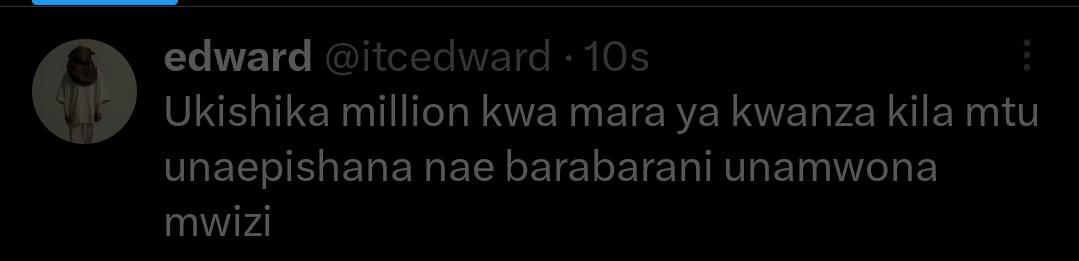 edward @itcedward · 10s
Ukishika million kwa mara ya kwanza kila mtu
unaepishana nae barabarani unamwona
mwizi